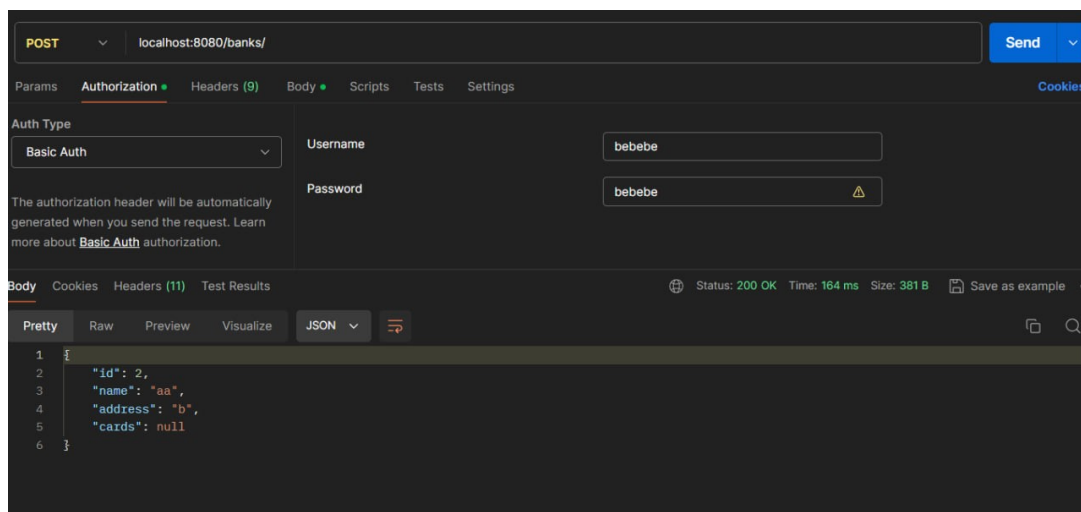 POST localhost:8080/banks/ Send
Params Authorization Headers (9) Body Scripts Tests Settings Cookies
Auth Type
Basic Auth
Username bebebe
Password bebebe
The authorization header will be automatically
generated when you send the request. Learn
more about Basic Auth authorization.
Body Cookies Headers (11) Test Results Status: 200 OK Time: 164 ms Size: 381 B Save as example
Pretty Raw Preview Visualize JSON
1 {
2 "id": 2,
3 "name": "aa",
4 "address": "b",
5 "cards": null
6 }